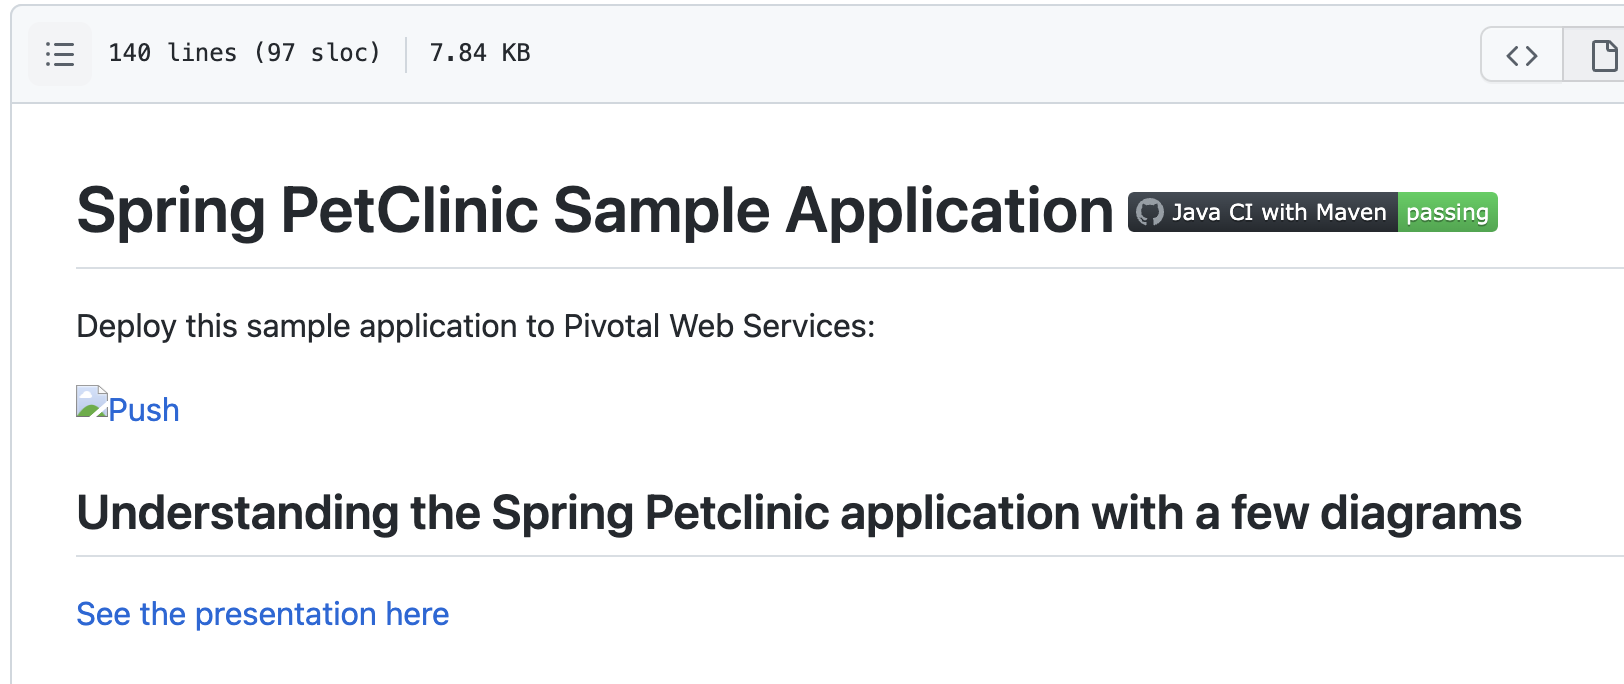 140 lines (97 sloc) 7.84 KB
Spring PetClinic Sample Application Java CI with Maven passing
Deploy this sample application to Pivotal Web Services:
Push
Understanding the Spring Petclinic application with a few diagrams
See the presentation here